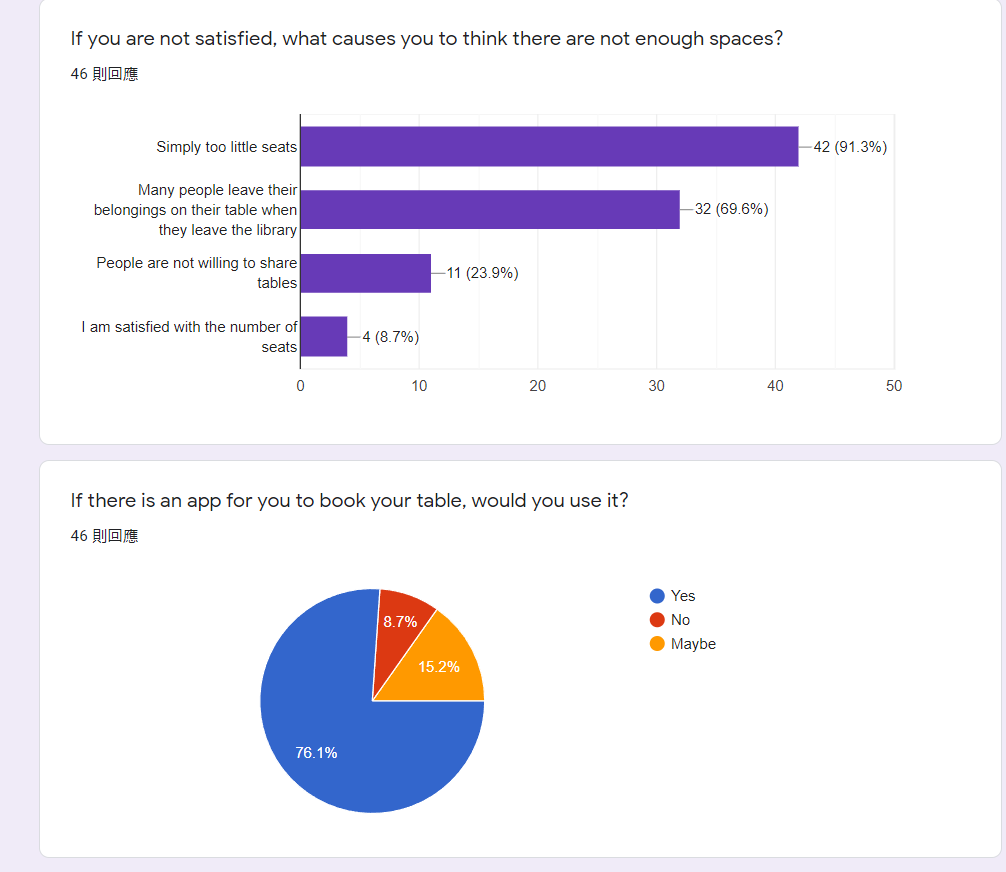 If you are not satisfied, what causes you to think there are not enough spaces?
46 則回應
Simply too little seats
42 (91.3%)
Many people leave their
belongings on their table when
they leave the library
32 (69.6%)
People are not willing to share
tables
11 (23.9%)
I am satisfied with the number of
seats
4 (8.7%)
0 10 20 30 40 50
If there is an app for you to book your table, would you use it?
46 則回應
Yes
No
Maybe
8.7%
15.2%
76.1%